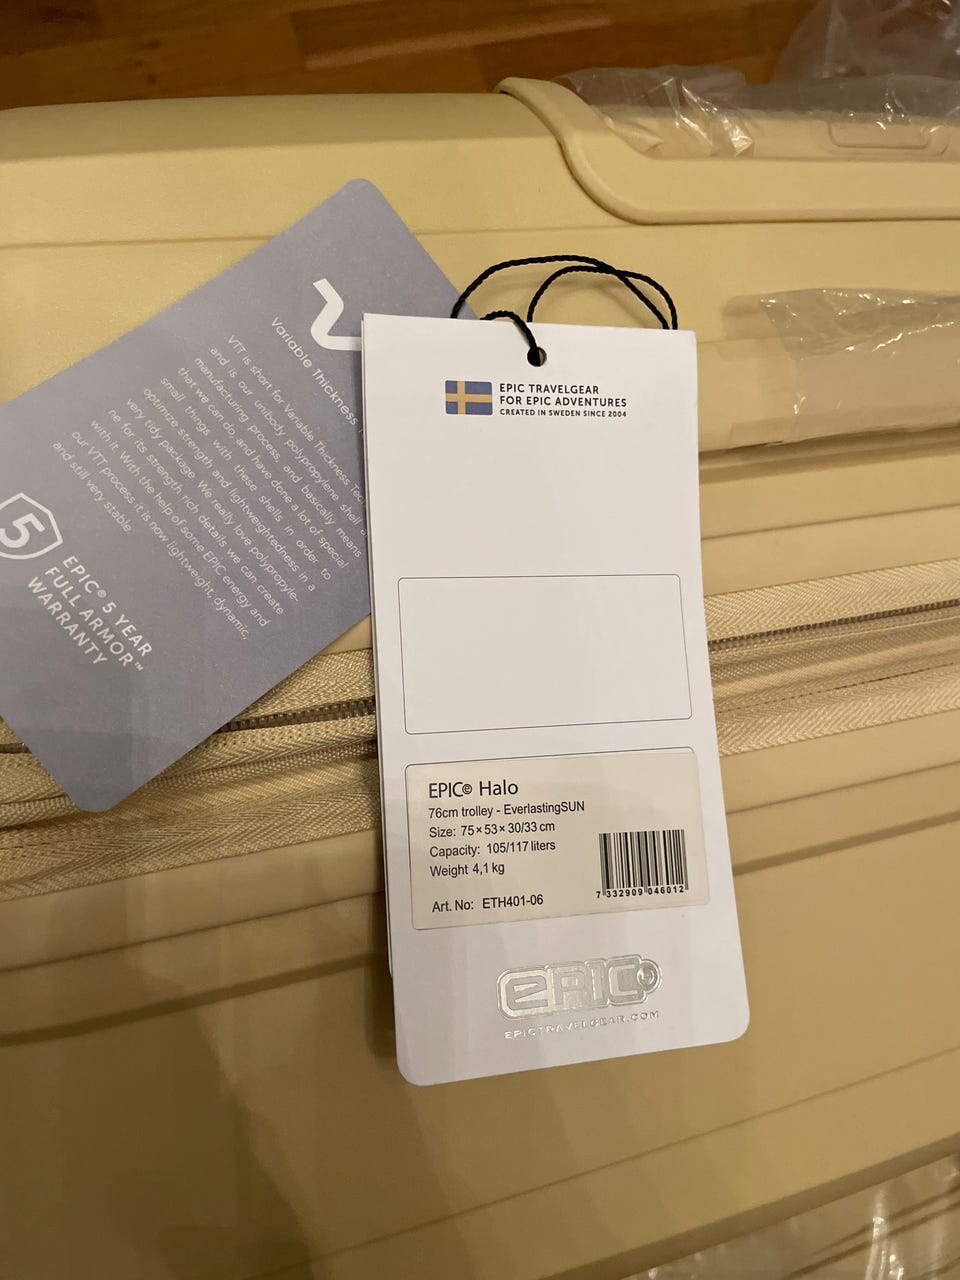 Variable Thickness
VTT is short for Variable Thickness Tec
and is our unibody polypropylene shell
manufacturing process, and basically means
that we can do, and have done a lot of special
small things with these shells in order to
optimize strength and lightweightedness in a
very tidy package. We really love polypropyle-
ne for its strength rich details we can create
with it. With the help of some EPIC energy and
our VTT process it is now lightweight, dynamic,
and still very stable.
5
EPIC® 5 YEAR
FULL ARMOR™
WARRANTY
EPIC TRAVELGEAR
FOR EPIC ADVENTURES
CREATED IN SWEDEN SINCE 2004
EPIC Halo
76cm trolley - EverlastingSUN
Size: 75×53×30/33 cm
Capacity: 105/117 liters
Weight 4,1 kg
Art. No: ETH401-06
7 332909 046012
EPIC
EPICTRAVELGEAR.COM